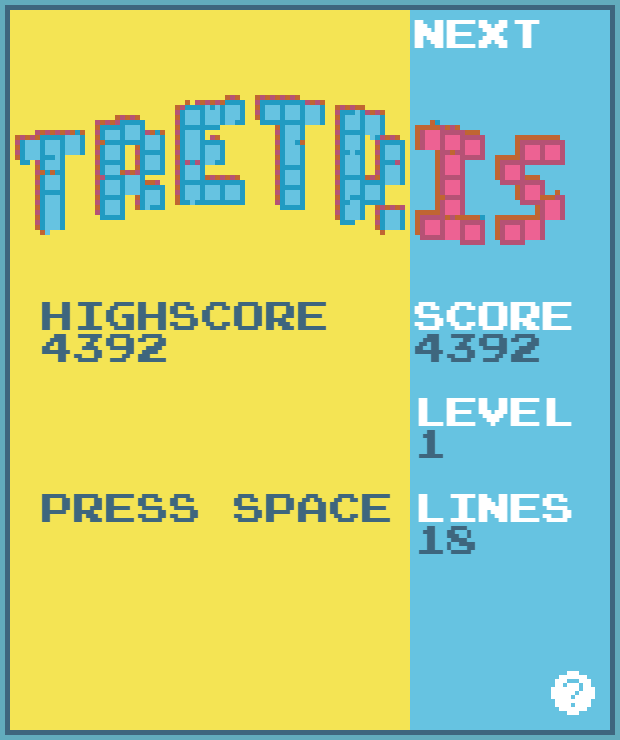 NEXT
TRETRIS
HIGHSCORE
4392
SCORE
4392
LEVEL
1
PRESS SPACE
LINES
18
?